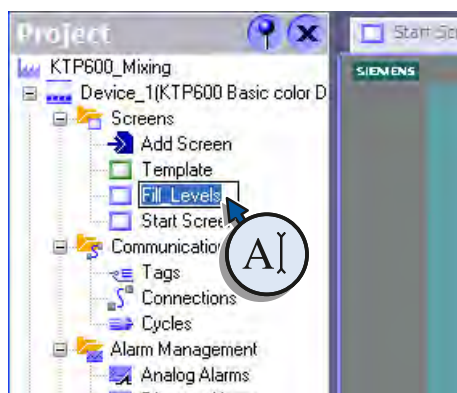 Project
Start Scr
KTP600_Mixing
SIEMENS
Device_1(KTP600 Basic color D
Screens
Add Screen
Template
Fill_Levels
Start Scree
Communicatio
A
Tags
Connections
Cycles
Alarm Management
Analog Alarms